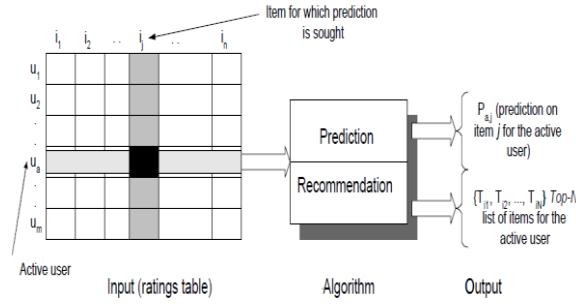 Item for which prediction
is sought
i1 i2 . . ij . . in
u1
u2
.
.
ua
.
.
um
Active user
Prediction
Recommendation
Pa,j (prediction on
item j for the active
user)
{Ti1, Ti2, ..., TiN} Top-N
list of items for the
active user
Input (ratings table)
Algorithm
Output